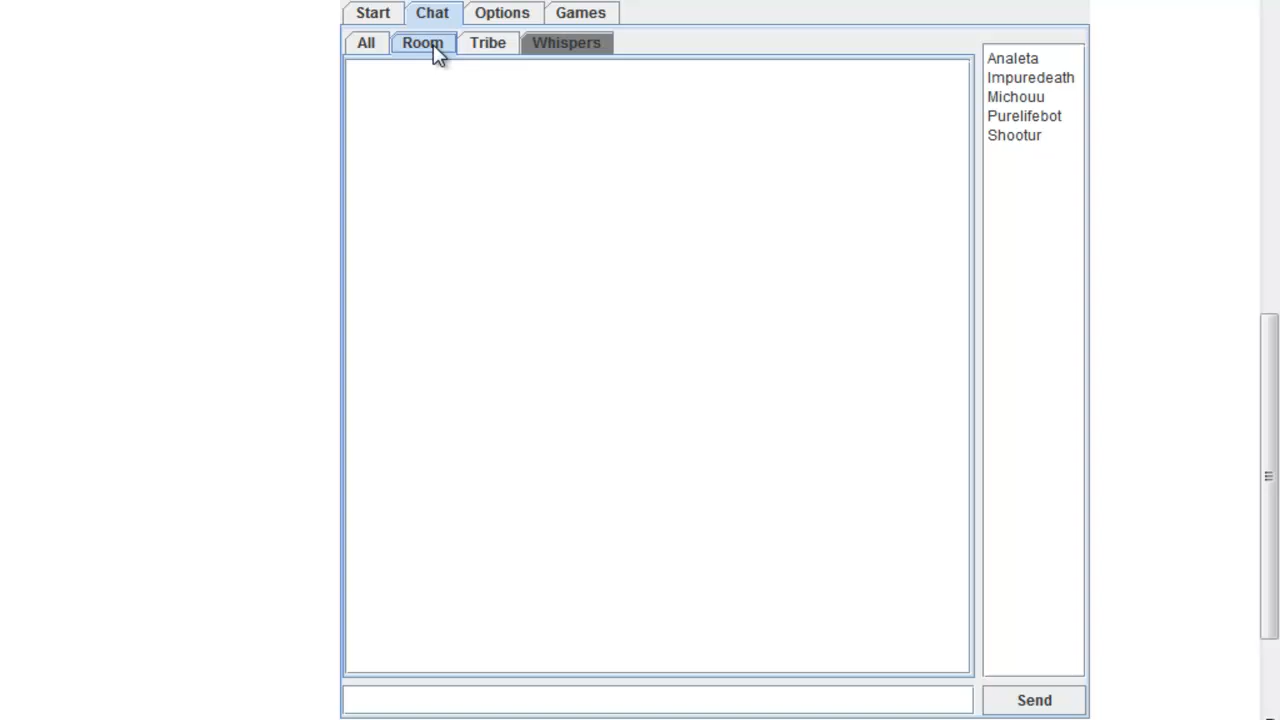 Start Chat Options Games
All Room Tribe Whispers
Analeta
Impuredeath
Michouu
Purelifebot
Shootur
Send